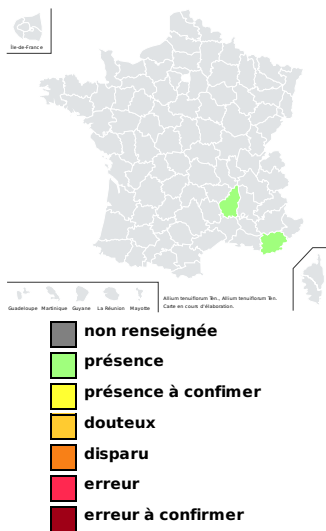 Île-de-France
Guadeloupe Martinique Guyane La Réunion Mayotte
Allium tenuiflorum Ten., Allium tenuiflorum Ten.
Carte en cours d'élaboration.
non renseignée
présence
présence à confimer
douteux
disparu
erreur
erreur à confirmer